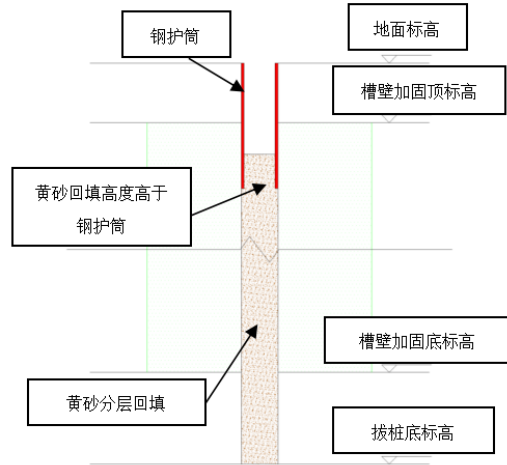 钢护筒
地面标高
槽壁加固顶标高
黄砂回填高度高于
钢护筒
槽壁加固底标高
黄砂分层回填
拔桩底标高